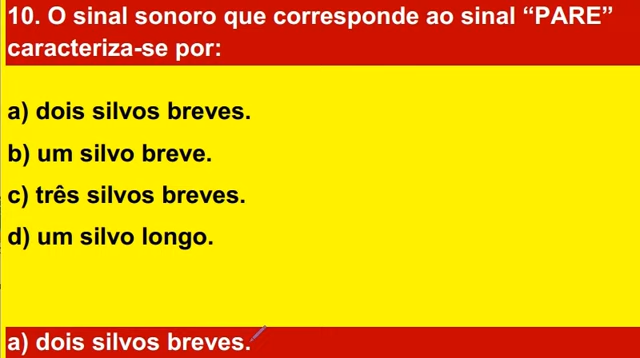 10. O sinal sonoro que corresponde ao sinal “PARE”
caracteriza-se por:
a) dois silvos breves.
b) um silvo breve.
c) três silvos breves.
d) um silvo longo.
a) dois silvos breves.